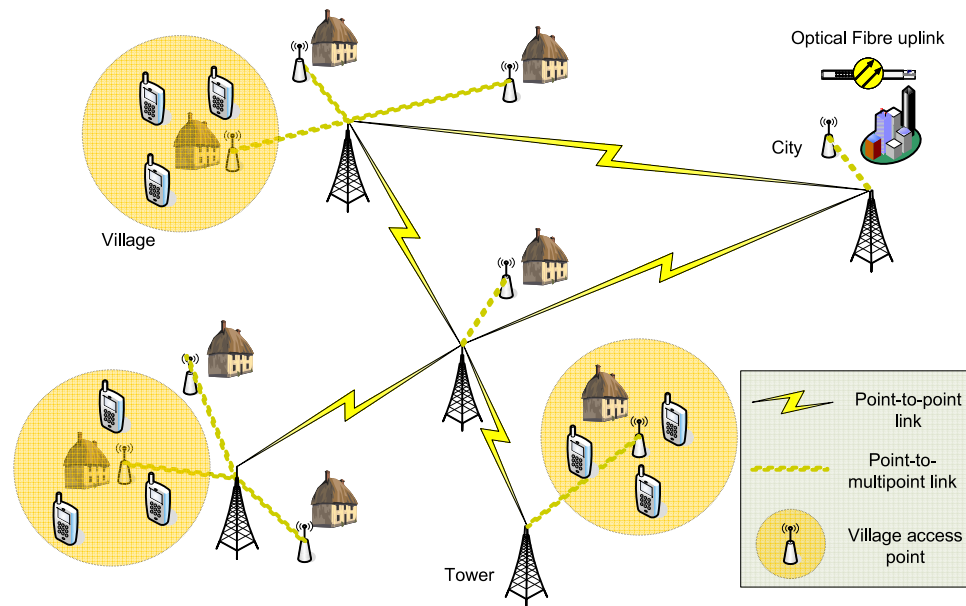 Optical Fibre uplink
City
Village
Tower
Point-to-point
link
Point-to-
multipoint link
Village access
point